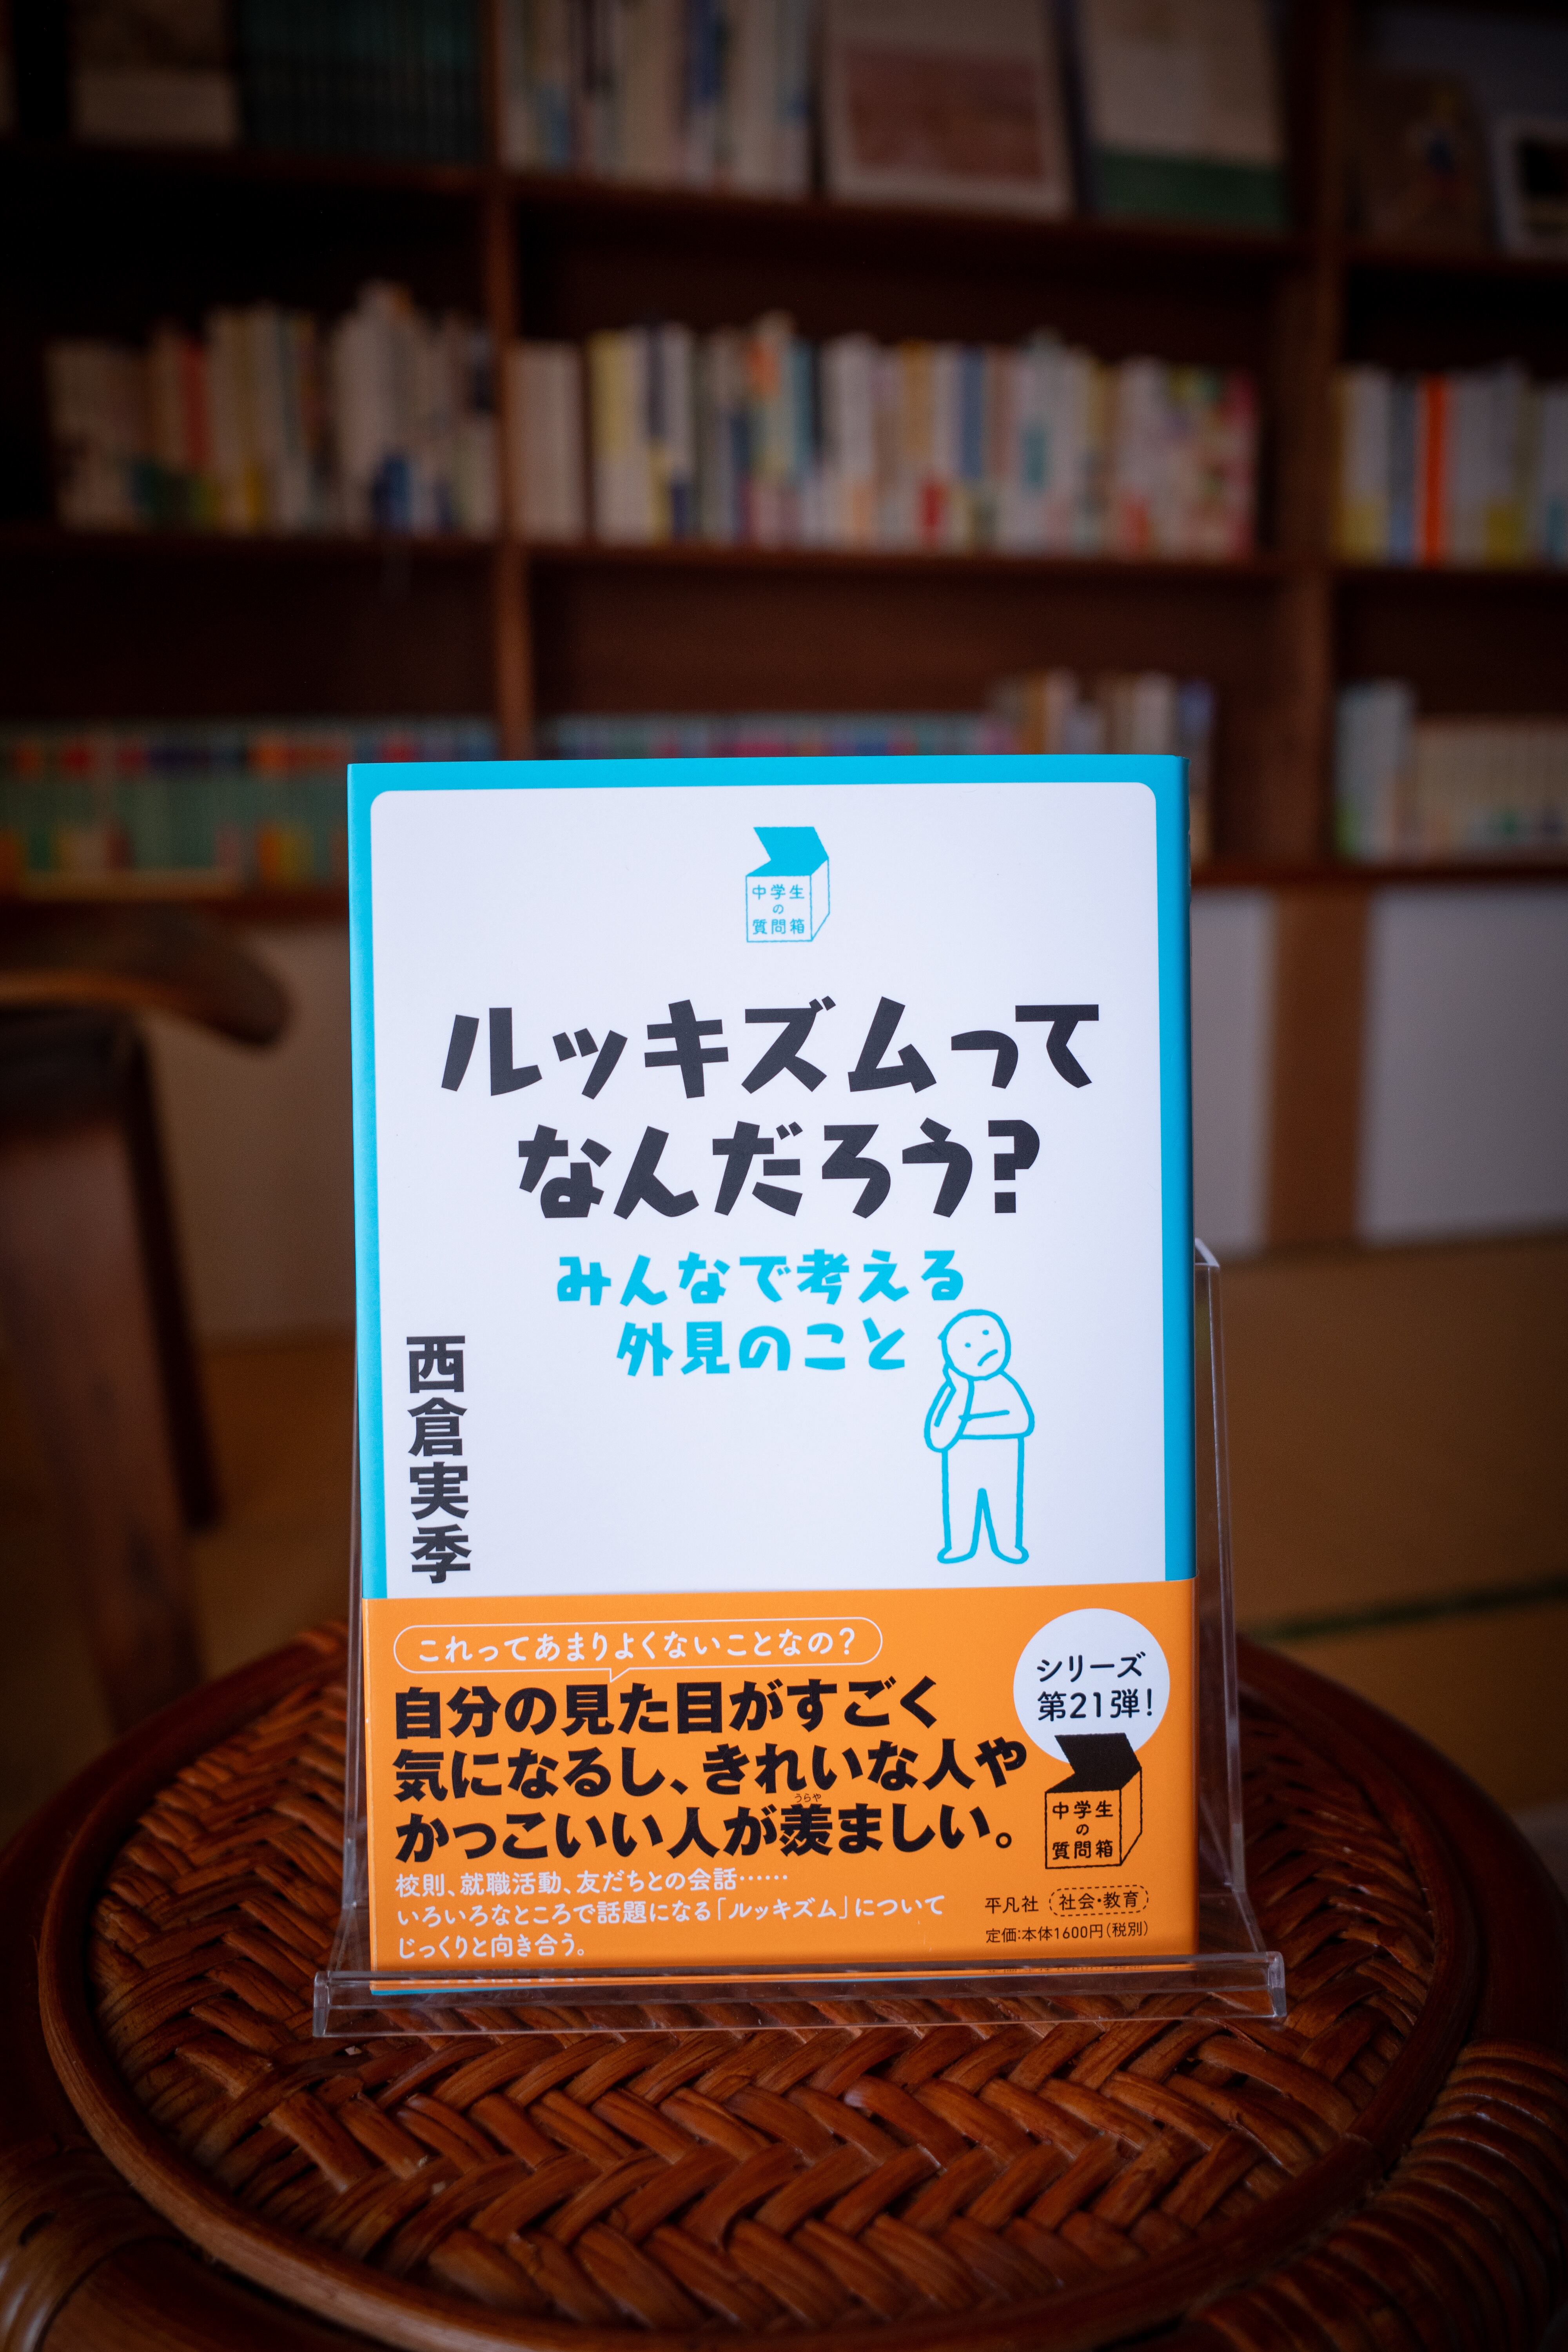 中学生
の
質問箱
ルッキズムって
なんだろう?
みんなで考える
外見のこと
西倉実季
これってあまりよくないことなの?
自分の見た目がすごく
気になるし、きれいな人や
うらや
かっこいい人が羨ましい。
校則、就職活動、友だちとの会話……
いろいろなところで話題になる「ルッキズム」について
じっくりと向き合う。
シリーズ
第21弾!
中学生
の
質問箱
平凡社 社会・教育
定価:本体1600円(税別)